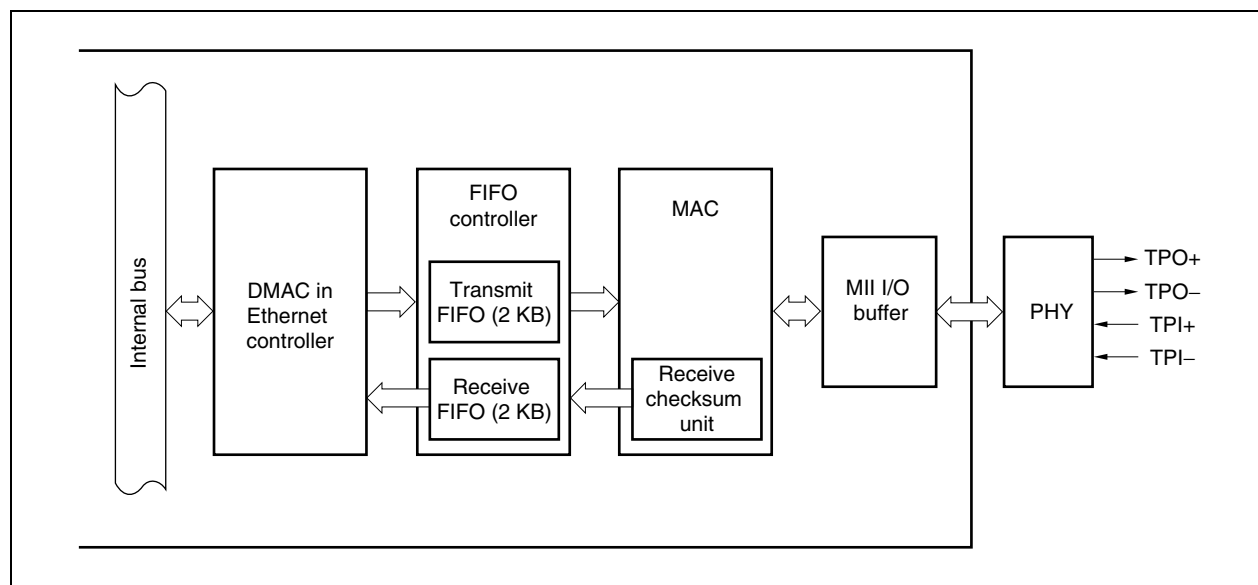 Internal bus
DMAC in
Ethernet
controller
FIFO
controller
Transmit
FIFO (2 KB)
Receive
FIFO (2 KB)
MAC
Receive
checksum
unit
MII I/O
buffer
PHY
TPO+
TPO−
TPI+
TPI−